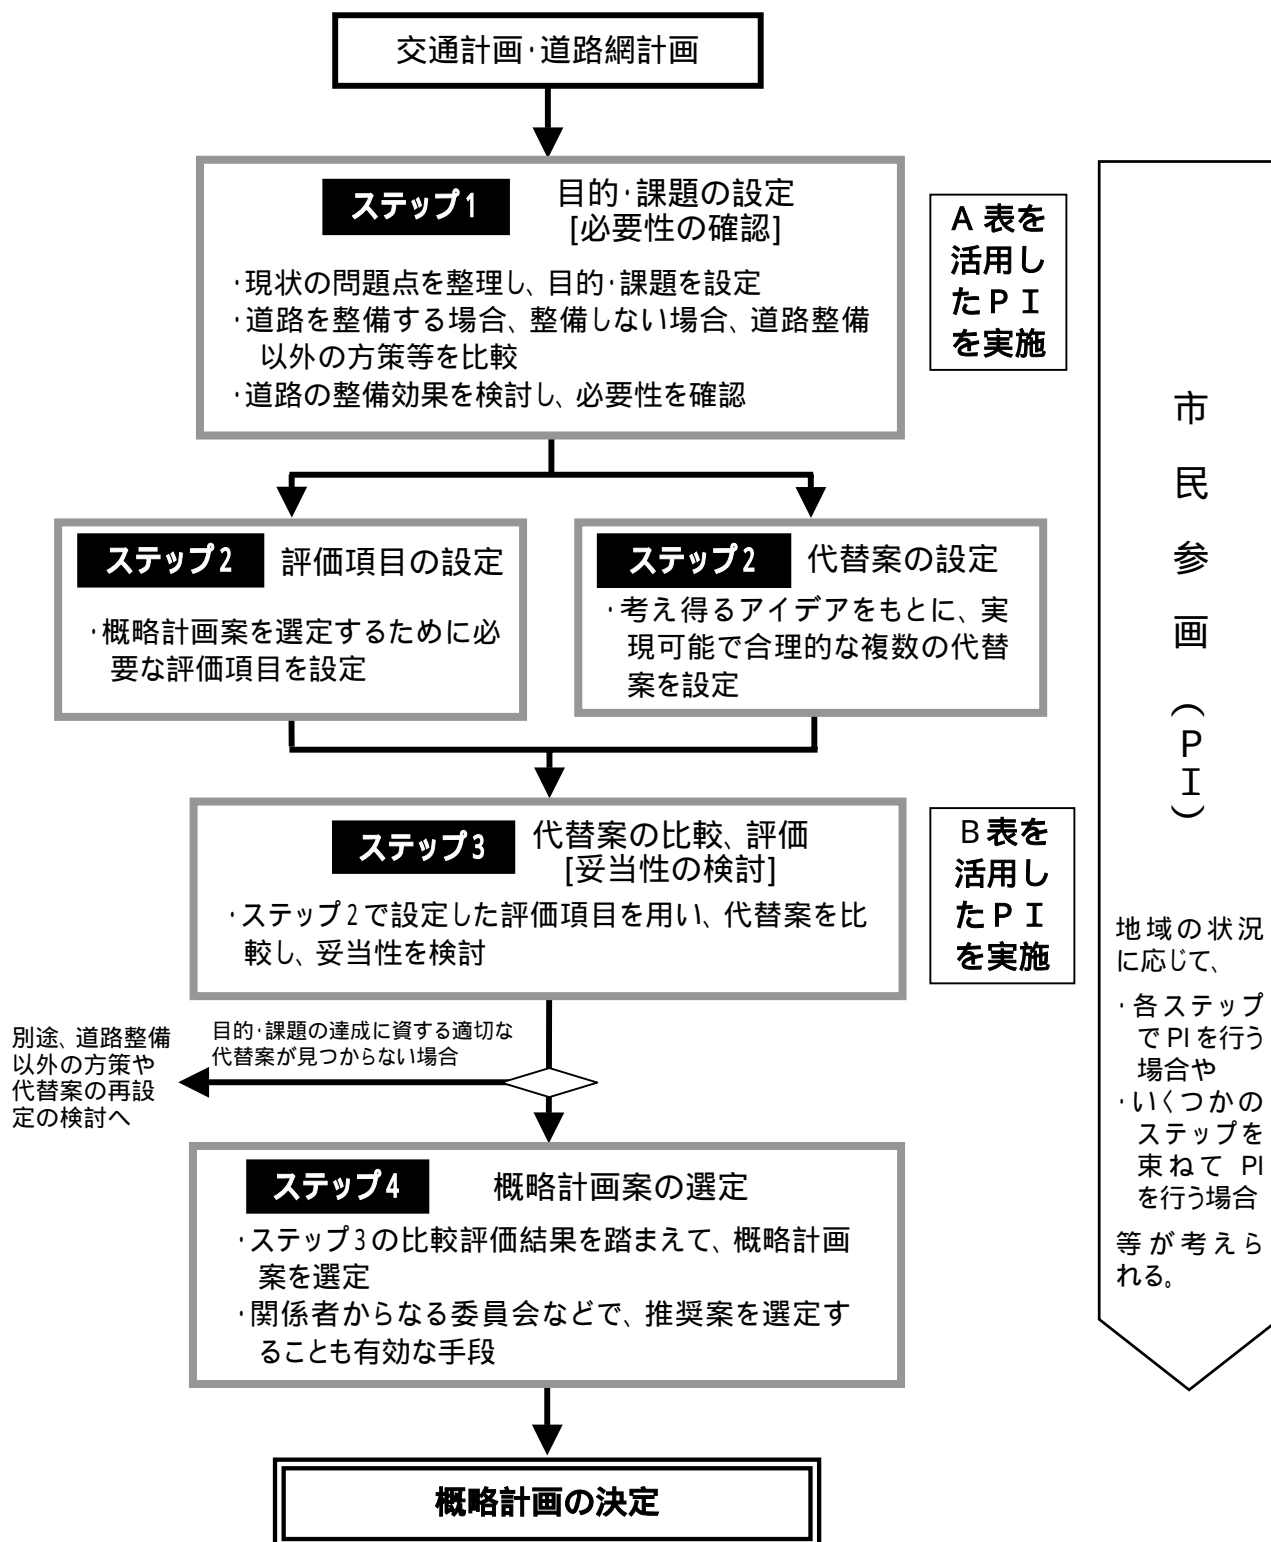 交通計画・道路網計画
ステップ1
目的・課題の設定
[必要性の確認]
・現状の問題点を整理し、目的・課題を設定
・道路を整備する場合、整備しない場合、道路整備
以外の方策等を比較
・道路の整備効果を検討し、必要性を確認
A 表を
活用し
たＰＩ
を実施
ステップ2
評価項目の設定
・概略計画案を選定するために必
要な評価項目を設定
ステップ2
代替案の設定
・考え得るアイデアをもとに、実
現可能で合理的な複数の代替
案を設定
ステップ3
代替案の比較、評価
[妥当性の検討]
・ステップ2で設定した評価項目を用い、代替案を比
較し、妥当性を検討
B表を
活用し
たＰＩ
を実施
目的・課題の達成に資する適切な
代替案が見つからない場合
別途、道路整備
以外の方策や
代替案の再設
定の検討へ
ステップ4
概略計画案の選定
・ステップ3の比較評価結果を踏まえて、概略計画
案を選定
・関係者からなる委員会などで、推奨案を選定す
ることも有効な手段
概略計画の決定
市民参画（ＰＩ）
地域の状況
に応じて、
・各ステップ
でPIを行う
場合や
・いくつかの
ステップを
束ねて PI
を行う場合
等が考えら
れる。